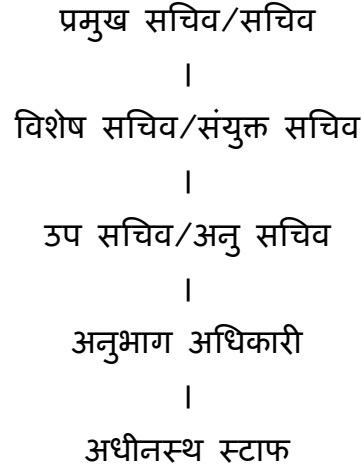 प्रमुख सचिव/सचिव
|
विशेष सचिव/संयुक्त सचिव
|
उप सचिव/अनु सचिव
|
अनुभाग अधिकारी
|
अधीनस्थ स्टाफ